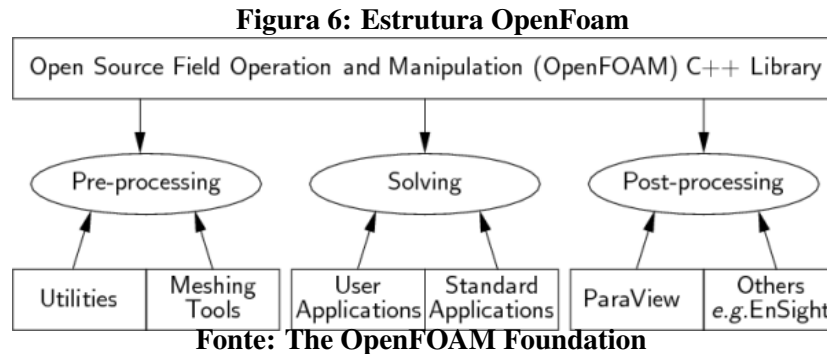 Figura 6: Estrutura OpenFoam
Open Source Field Operation and Manipulation (OpenFOAM) C++ Library
Pre-processing
Solving
Post-processing
Utilities
Meshing
Tools
User
Applications
Standard
Applications
ParaView
Others
e.g.EnSight
Fonte: The OpenFOAM Foundation